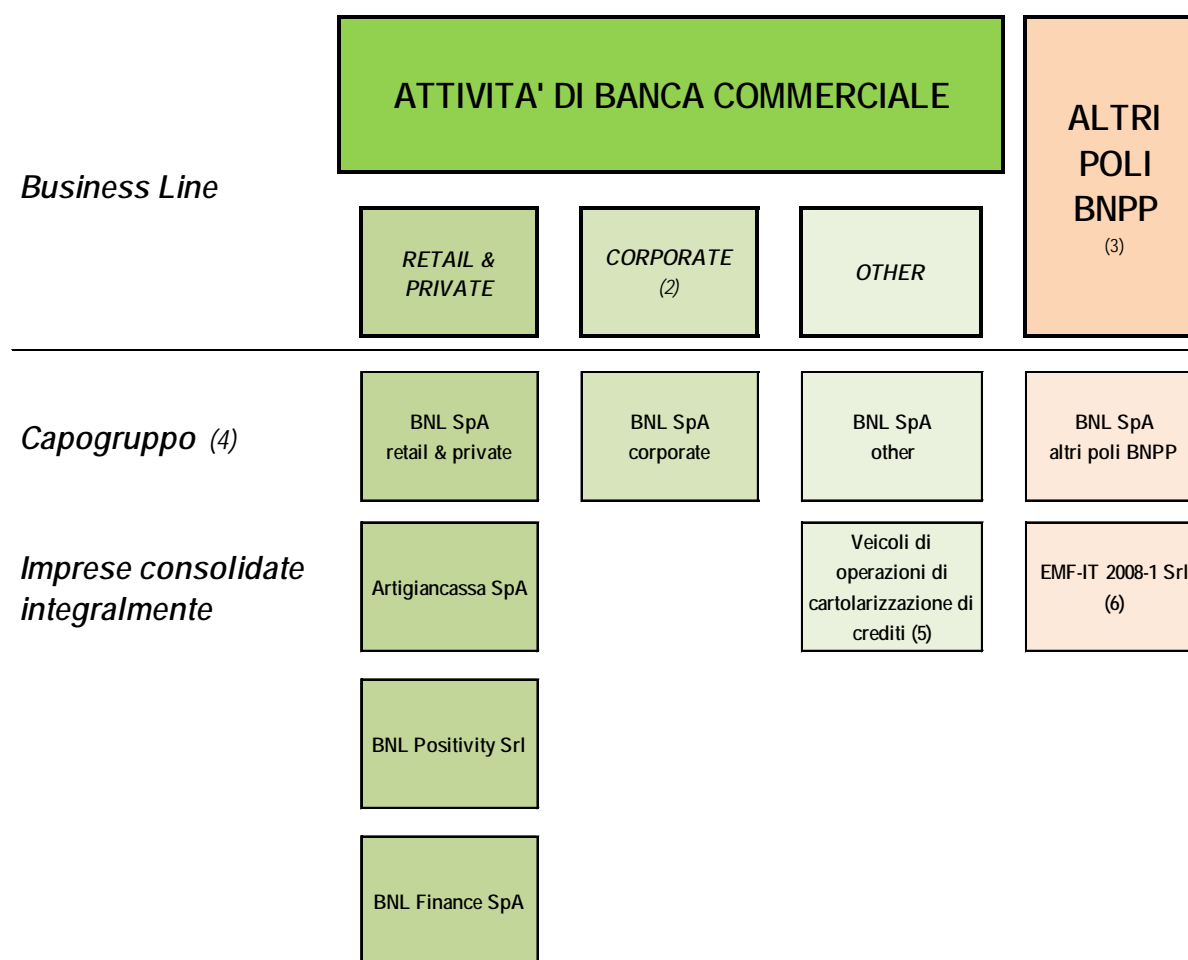 ATTIVITA' DI BANCA COMMERCIALE
ALTRI
POLI
BNPP
(3)
Business Line
RETAIL &
PRIVATE
CORPORATE
(2)
OTHER
Capogruppo (4)
BNL SpA
retail & private
BNL SpA
corporate
BNL SpA
other
BNL SpA
altri poli BNPP
Imprese consolidate
integralmente
Artigiancassa SpA
Veicoli di
operazioni di
cartolarizzazione di
crediti (5)
EMF-IT 2008-1 Srl
(6)
BNL Positivity Srl
BNL Finance SpA